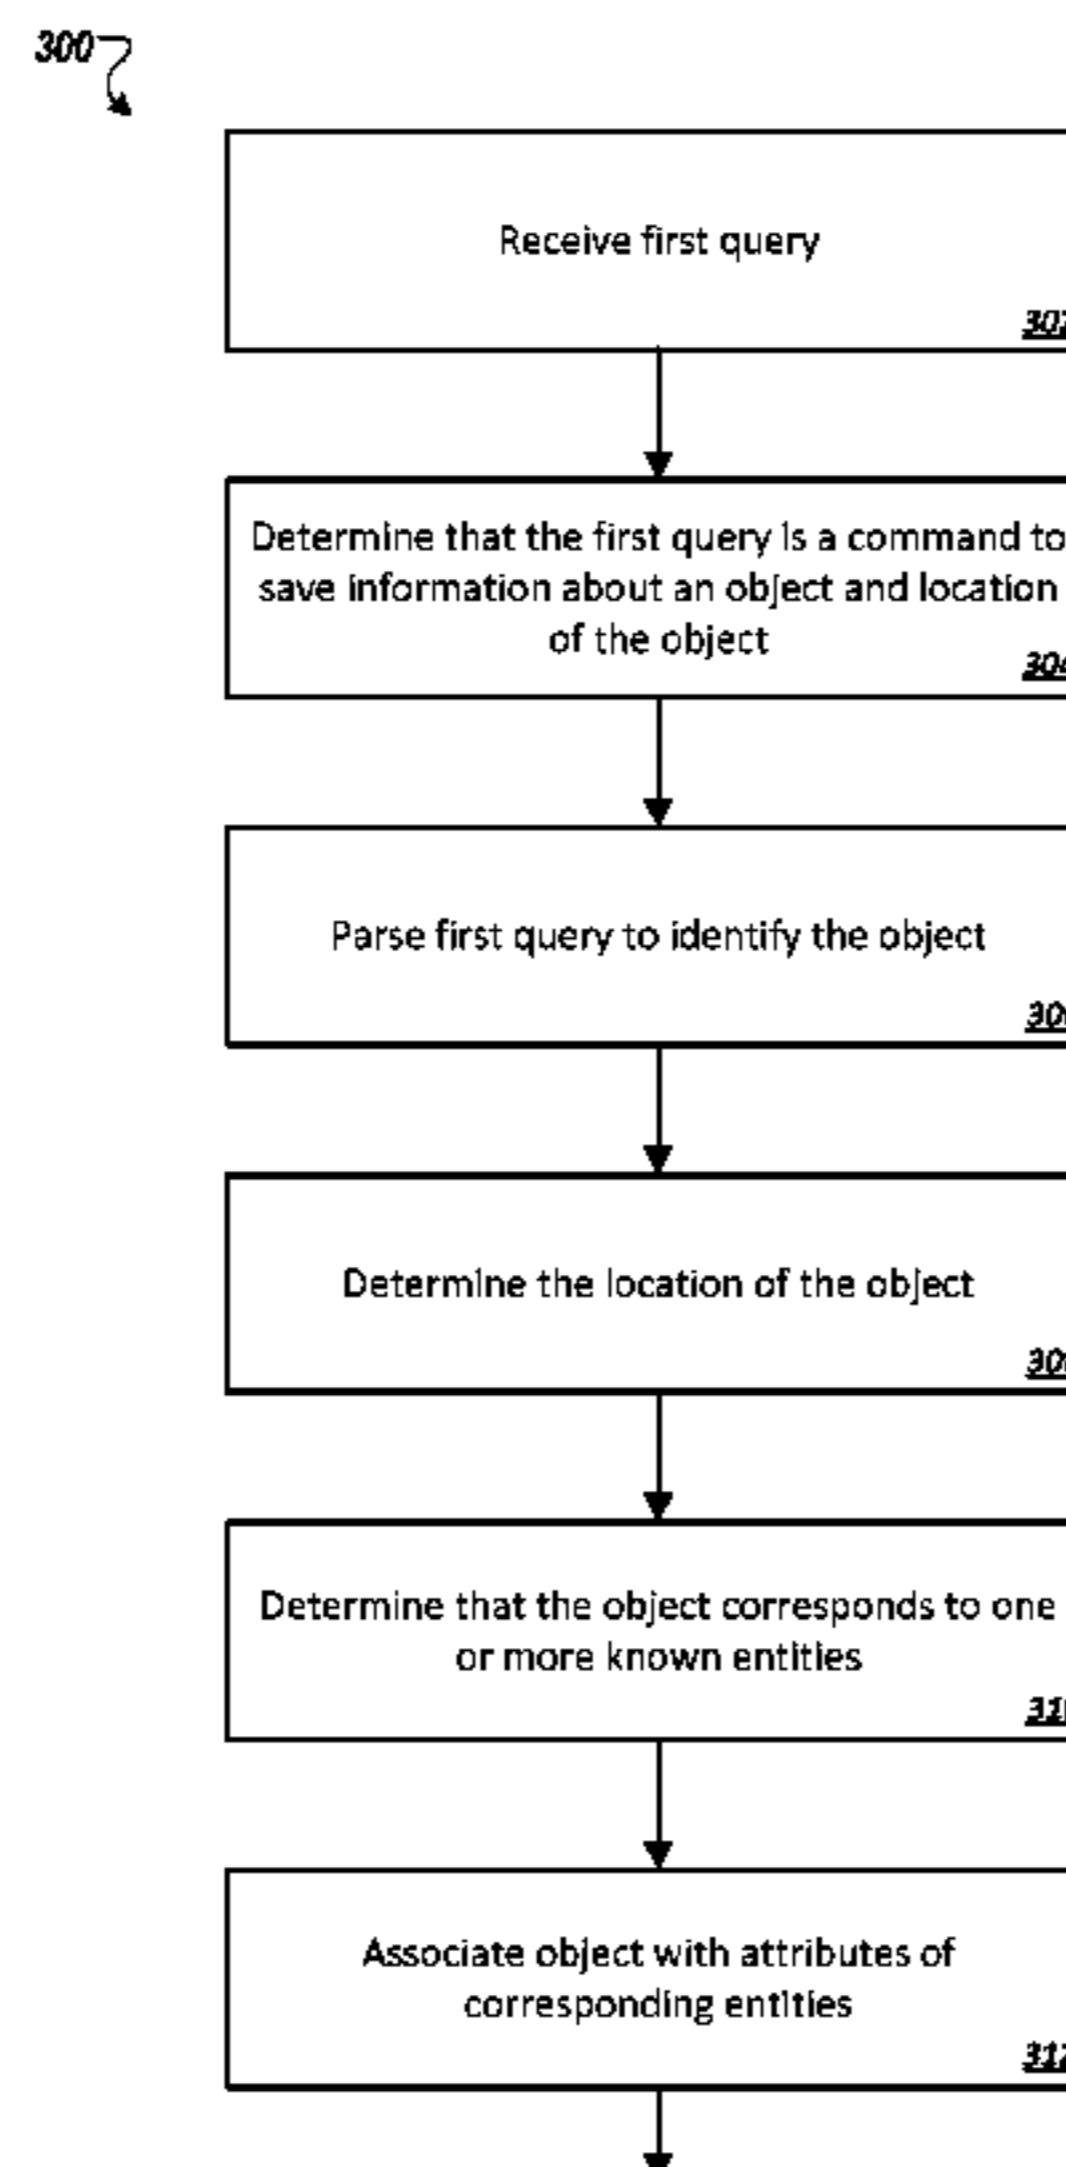 300
Receive first query
Determine that the first query is a command to
save information about an object and location
of the object
Parse first query to identify the object
Determine the location of the object
Determine that the object corresponds to one
or more known entities
Associate object with attributes of
corresponding entities